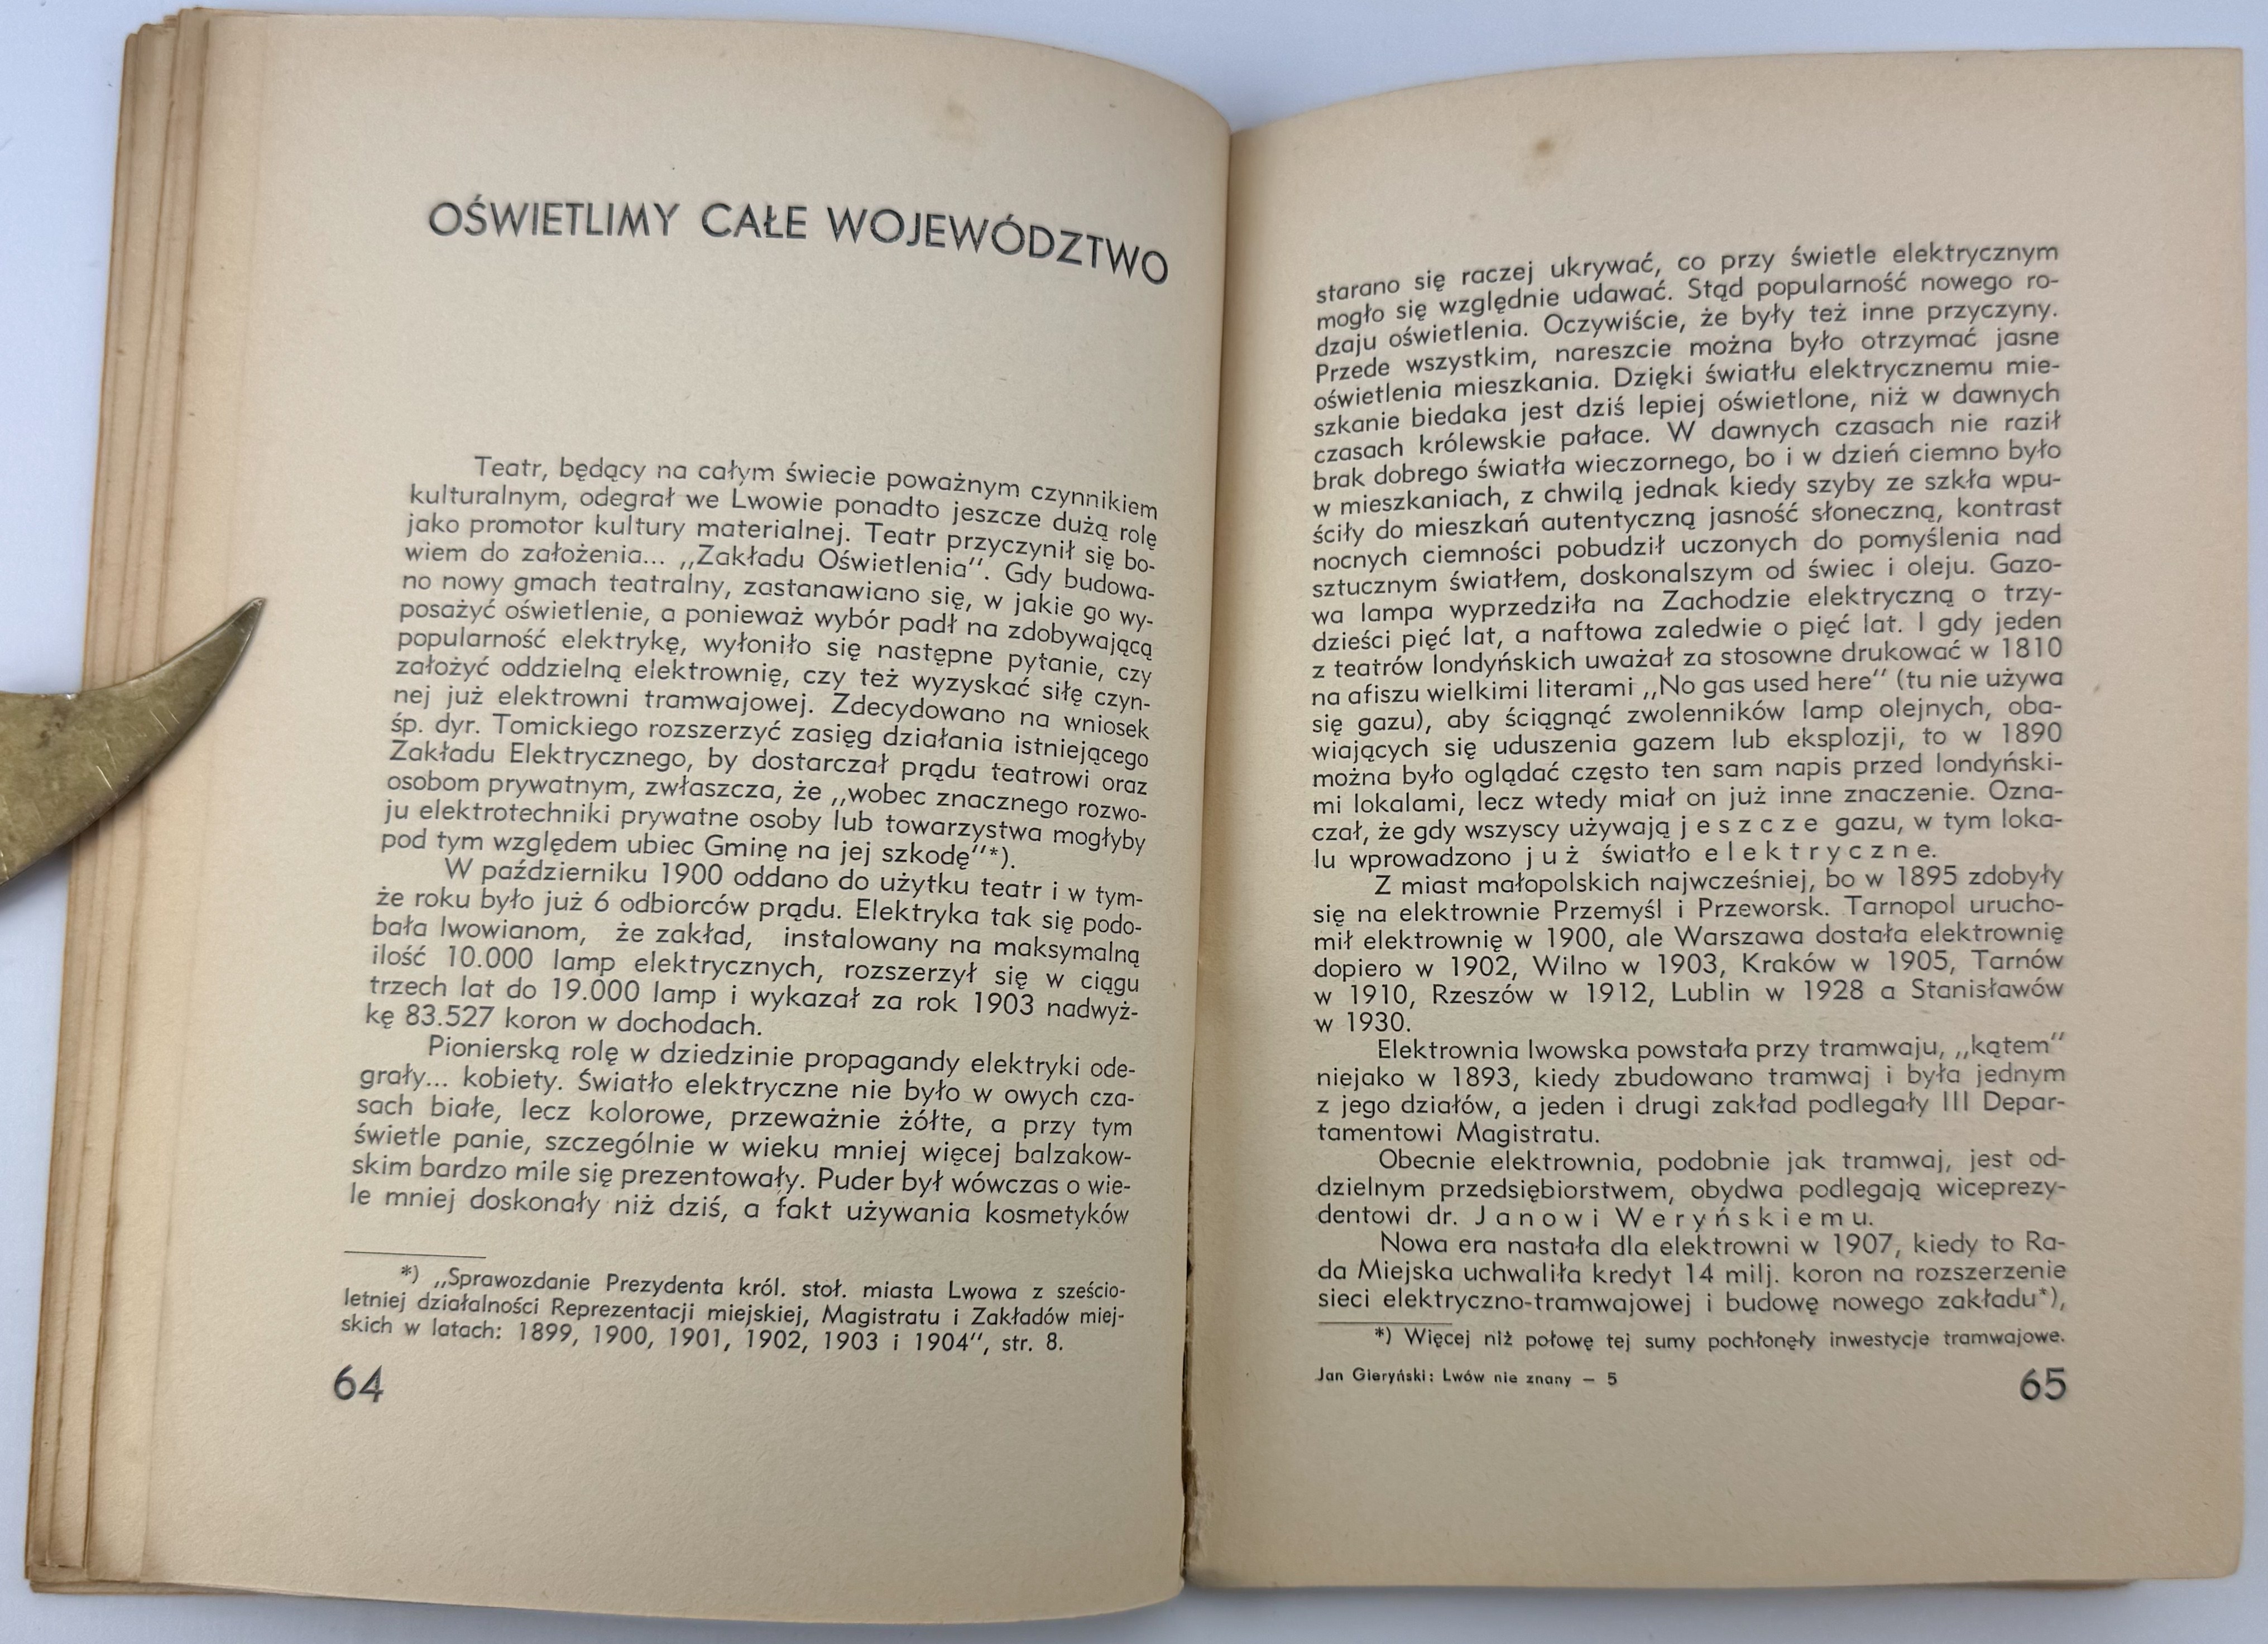 OŚWIETLIMY CAŁE WOJEWÓDZTWO
Teatr, będący na całym świecie poważnym czynnikiem
kulturalnym, odegrał we Lwowie ponadto jeszcze dużą rolę
jako promotor kultury materialnej. Teatr przyczynił się bo-
wiem do założenia... ,,Zakładu Oświetlenia''. Gdy budowa-
no nowy gmach teatralny, zastanawiano się, w jakie go wy-
posażyć oświetlenie, a ponieważ wybór padł na zdobywającą
popularność elektrykę, wyłoniło się następne pytanie, czy
założyć oddzielną elektrownię, czy też wyzyskać siłę czyn-
nej już elektrowni tramwajowej. Zdecydowano na wniosek
śp. dyr. Tomickiego rozszerzyć zasięg działania istniejącego
Zakładu Elektrycznego, by dostarczał prądu teatrowi oraz
osobom prywatnym, zwłaszcza, że ,,wobec znacznego rozwo-
ju elektrotechniki prywatne osoby lub towarzystwa mogłyby
pod tym względem ubiec Gminę na jej szkodę''*).
W październiku 1900 oddano do użytku teatr i w tym-
że roku było już 6 odbiorców prądu. Elektryka tak się podo-
bała lwowianom, że zakład, instalowany na maksymalną
ilość 10.000 lamp elektrycznych, rozszerzył się w ciągu
trzech lat do 19.000 lamp i wykazał za rok 1903 nadwyż-
kę 83.527 koron w dochodach.
Pionierską rolę w dziedzinie propagandy elektryki ode-
grały... kobiety. Światło elektryczne nie było w owych cza-
sach białe, lecz kolorowe, przeważnie żółte, a przy tym
świetle panie, szczególnie w wieku mniej więcej balzakow-
skim bardzo mile się prezentowały. Puder był wówczas o wie-
le mniej doskonały niż dziś, a fakt używania kosmetyków
*) ,,Sprawozdanie Prezydenta król. stoł. miasta Lwowa z sześcio-
letniej działalności Reprezentacji miejskiej, Magistratu i Zakładów miej-
skich w latach: 1899, 1900, 1901, 1902, 1903 i 1904'', str. 8.
64
starano się raczej ukrywać, co przy świetle elektrycznym
mogło się względnie udawać. Stąd popularność nowego ro-
dzaju oświetlenia. Oczywiście, że były też inne przyczyny.
Przede wszystkim, nareszcie można było otrzymać jasne
oświetlenia mieszkania. Dzięki światłu elektrycznemu mie-
szkanie biedaka jest dziś lepiej oświetlone, niż w dawnych
czasach królewskie pałace. W dawnych czasach nie raził
brak dobrego światła wieczornego, bo i w dzień ciemno było
w mieszkaniach, z chwilą jednak kiedy szyby ze szkła wpu-
ściły do mieszkań autentyczną jasność słoneczną, kontrast
nocnych ciemności pobudził uczonych do pomyślenia nad
sztucznym światłem, doskonalszym od świec i oleju. Gazo-
wa lampa wyprzedziła na Zachodzie elektryczną o trzy-
dzieści pięć lat, a naftowa zaledwie o pięć lat. I gdy jeden
z teatrów londyńskich uważał za stosowne drukować w 1810
na afiszu wielkimi literami ,,No gas used here'' (tu nie używa
się gazu), aby ściągnąć zwolenników lamp olejnych, oba-
wiających się uduszenia gazem lub eksplozji, to w 1890
można było oglądać często ten sam napis przed londyński-
mi lokalami, lecz wtedy miał on już inne znaczenie. Ozna-
czał, że gdy wszyscy używają j e s z c z e gazu, w tym loka-
lu wprowadzono j u ż światło e l e k t r y c z n e.
Z miast małopolskich najwcześniej, bo w 1895 zdobyły
się na elektrownie Przemyśl i Przeworsk. Tarnopol urucho-
mił elektrownię w 1900, ale Warszawa dostała elektrownię
dopiero w 1902, Wilno w 1903, Kraków w 1905, Tarnów
w 1910, Rzeszów w 1912, Lublin w 1928 a Stanisławów
w 1930.
Elektrownia lwowska powstała przy tramwaju, ,,kątem''
niejako w 1893, kiedy zbudowano tramwaj i była jednym
z jego działów, a jeden i drugi zakład podlegały III Depar-
tamentowi Magistratu.
Obecnie elektrownia, podobnie jak tramwaj, jest od-
dzielnym przedsiębiorstwem, obydwa podlegają wiceprezy-
dentowi dr. J a n o w i W e r y ń s k i e m u.
Nowa era nastała dla elektrowni w 1907, kiedy to Ra-
da Miejska uchwaliła kredyt 14 milj. koron na rozszerzenie
sieci elektryczno-tramwajowej i budowę nowego zakładu*),
*) Więcej niż połowę tej sumy pochłonęły inwestycje tramwajowe.
Jan Gieryński: Lwów nie znany — 5
65